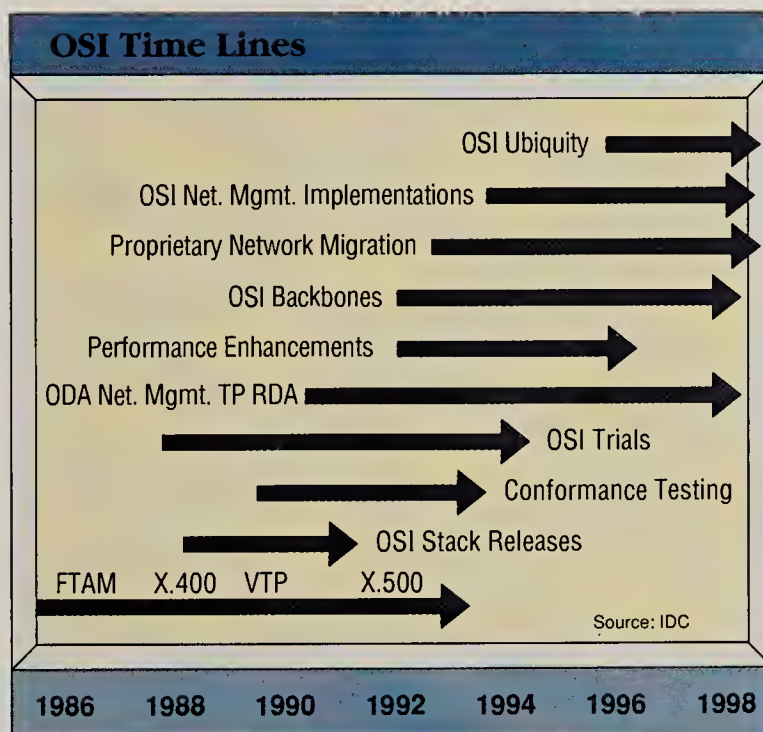 OSI Time Lines
OSI Ubiquity
OSI Net. Mgmt. Implementations
Proprietary Network Migration
OSI Backbones
Performance Enhancements
ODA Net. Mgmt. TP RDA
OSI Trials
Conformance Testing
OSI Stack Releases
FTAM X.400 VTP X.500
Source: IDC
1986 1988 1990 1992 1994 1996 1998